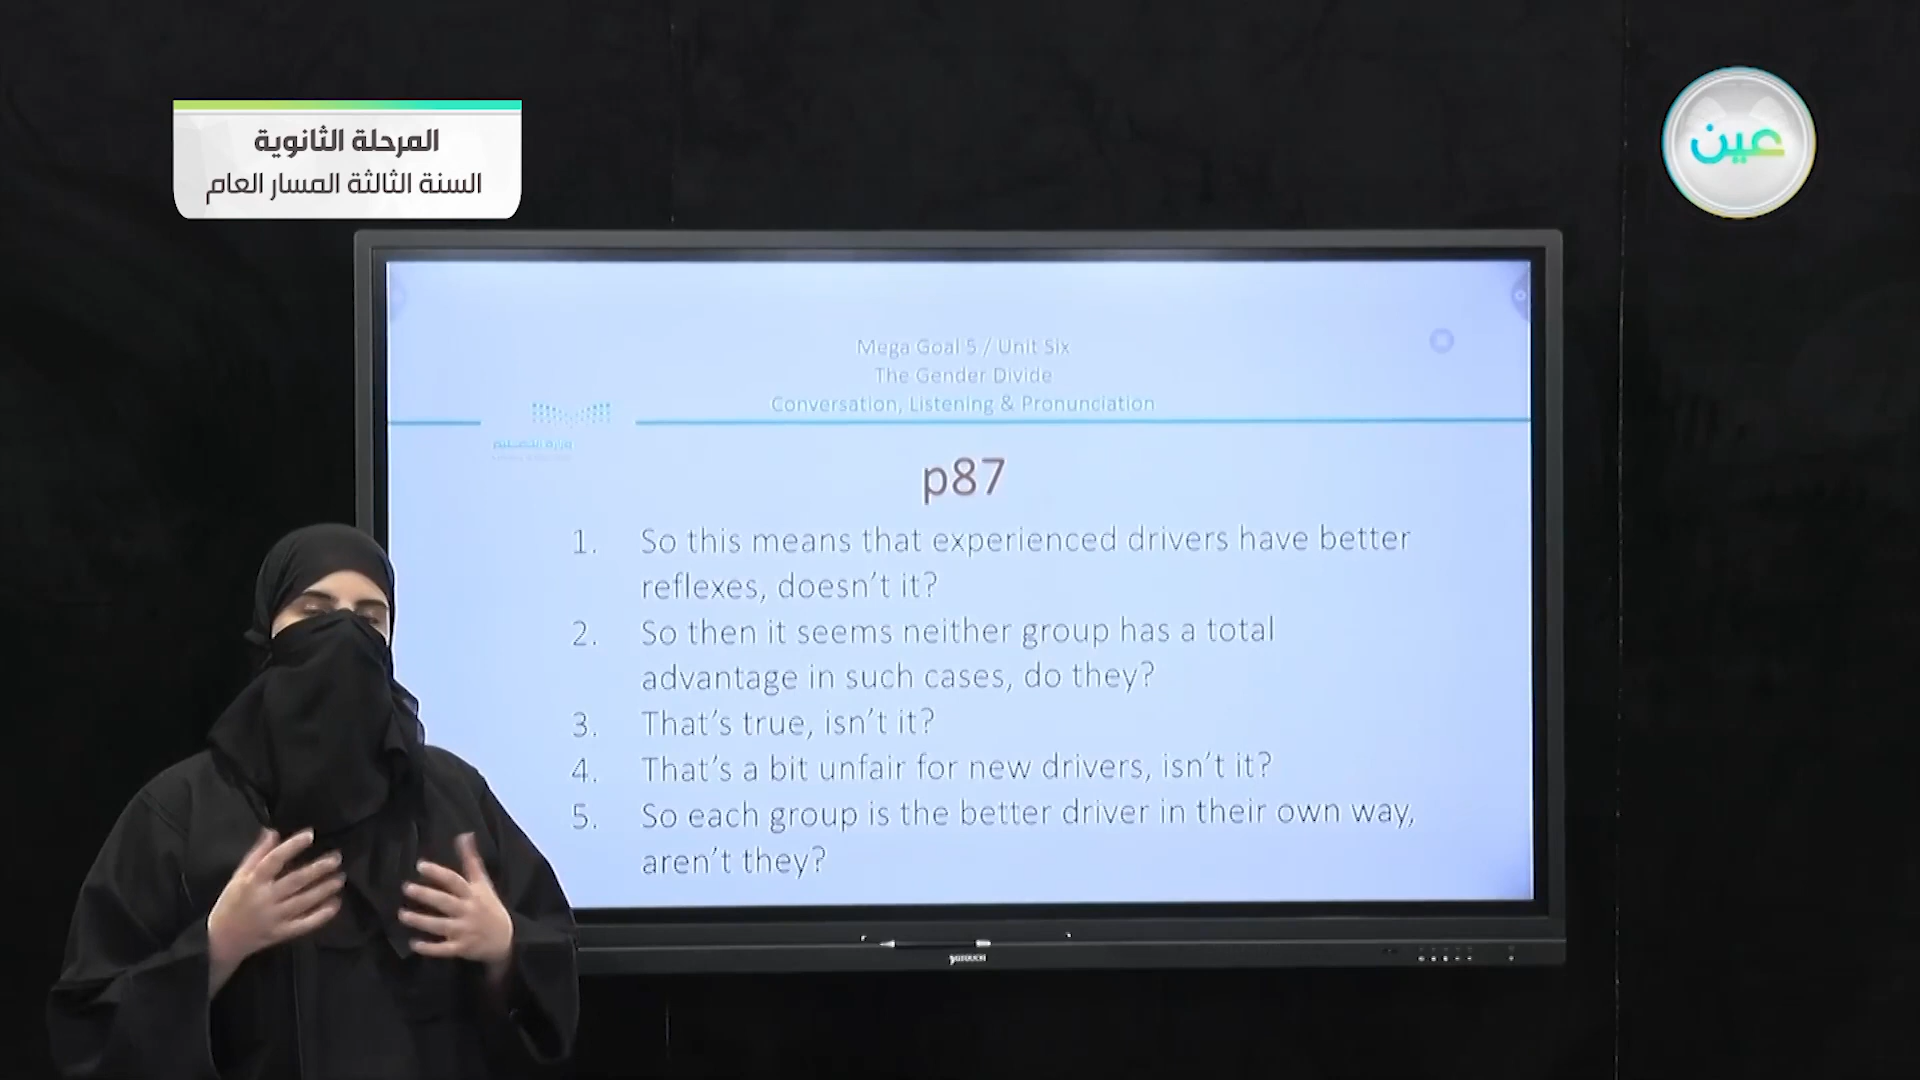 المرحلة الثانوية
السنة الثالثة المسار العام
عين
Mega Goal 5 / Unit Six
The Gender Divide
Conversation, Listening & Pronunciation
وزارة التعليم
p87
1. So this means that experienced drivers have better
reflexes, doesn't it?
2. So then it seems neither group has a total
advantage in such cases, do they?
3. That's true, isn't it?
4. That's a bit unfair for new drivers, isn't it?
5. So each group is the better driver in their own way,
aren't they?